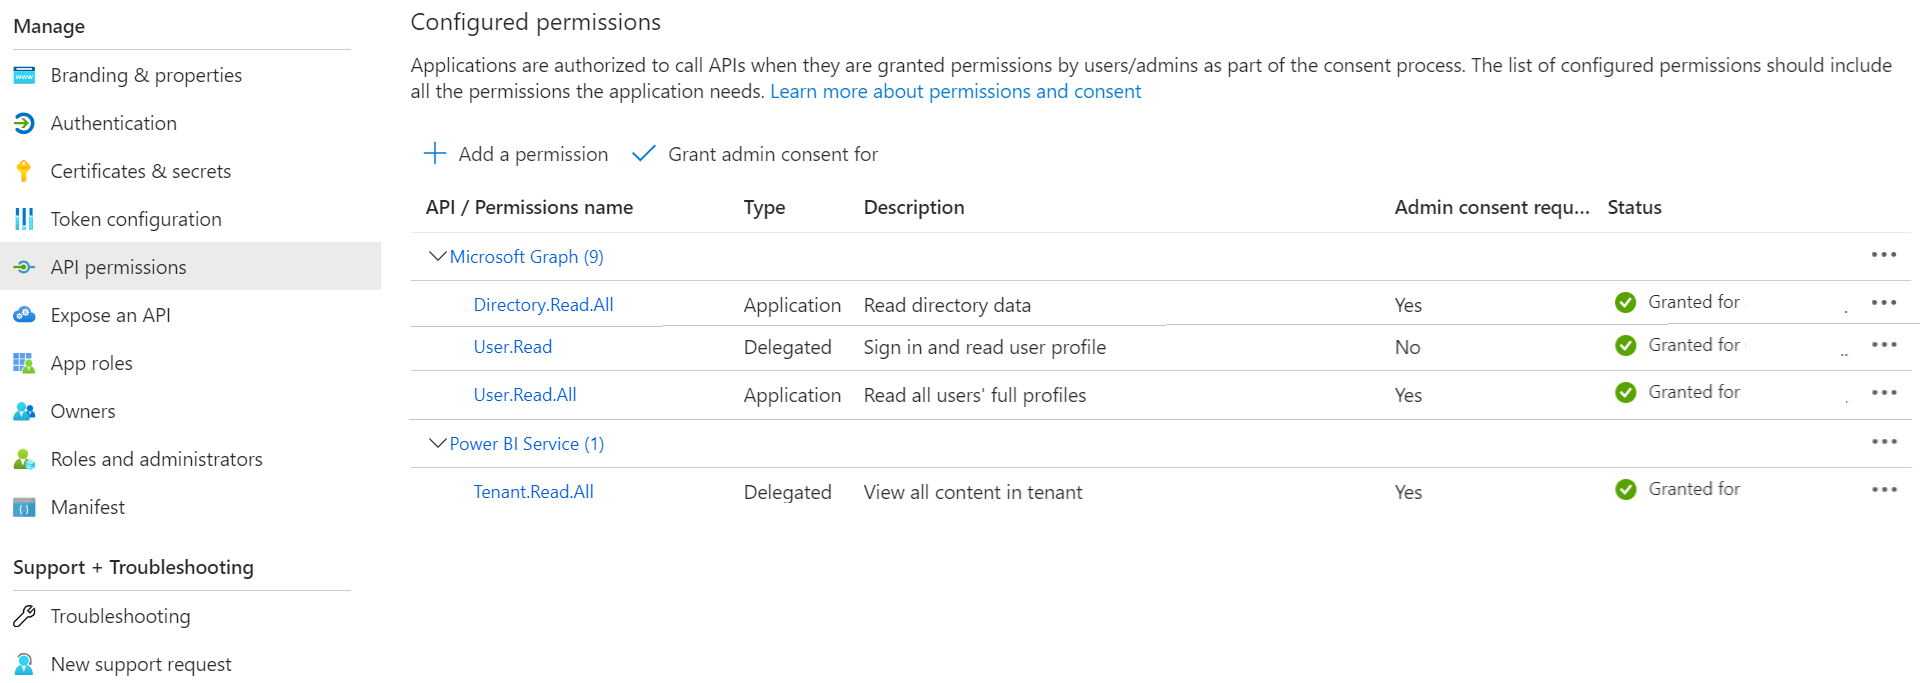 Manage
Branding & properties
Authentication
Certificates & secrets
Token configuration
API permissions
Expose an API
App roles
Owners
Roles and administrators
Manifest
Support + Troubleshooting
Troubleshooting
New support request
Configured permissions
Applications are authorized to call APIs when they are granted permissions by users/admins as part of the consent process. The list of configured permissions should include
all the permissions the application needs. Learn more about permissions and consent
Add a permission Grant admin consent for
API / Permissions name Type Description Admin consent requ... Status
Microsoft Graph (9)
Directory.Read.All Application Read directory data Yes Granted for
User.Read Delegated Sign in and read user profile No Granted for
User.Read.All Application Read all users' full profiles Yes Granted for
Power BI Service (1)
Tenant.Read.All Delegated View all content in tenant Yes Granted for